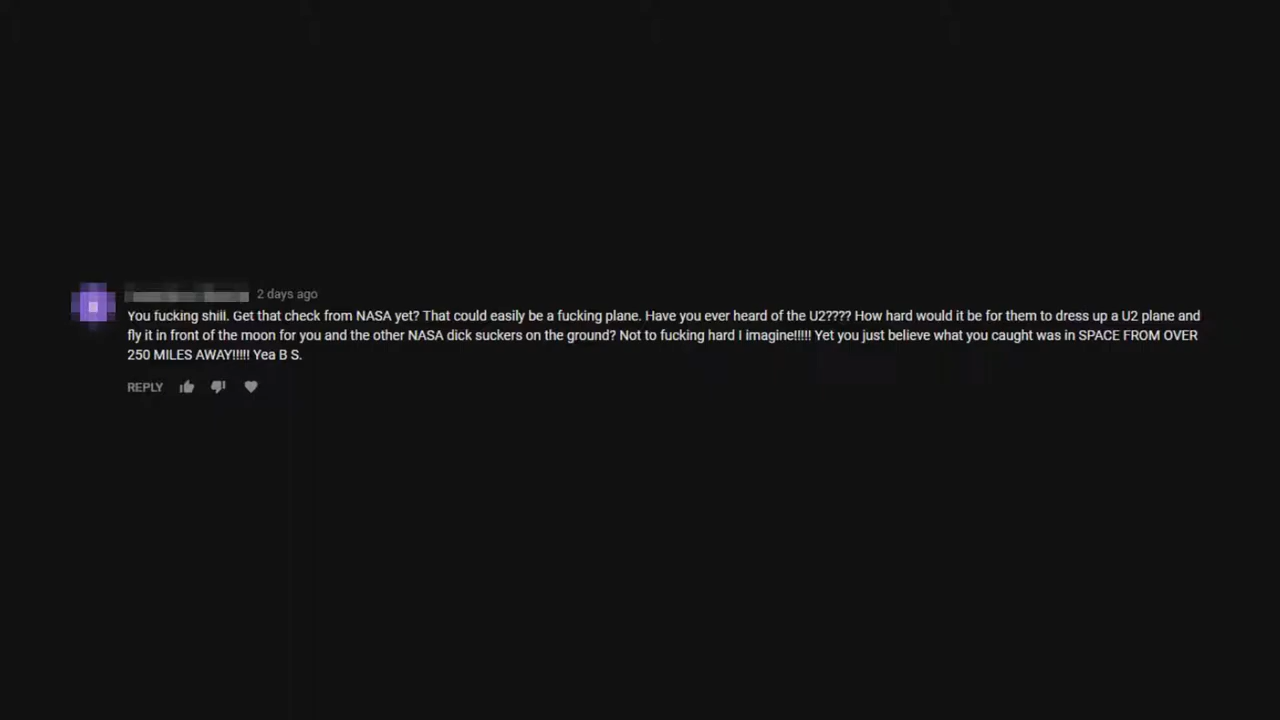 2 days ago
You fucking shill. Get that check from NASA yet? That could easily be a fucking plane. Have you ever heard of the U2???? How hard would it be for them to dress up a U2 plane and
fly it in front of the moon for you and the other NASA dick suckers on the ground? Not to fucking hard I imagine!!!!! Yet you just believe what you caught was in SPACE FROM OVER
250 MILES AWAY!!!!! Yea B S.
REPLY